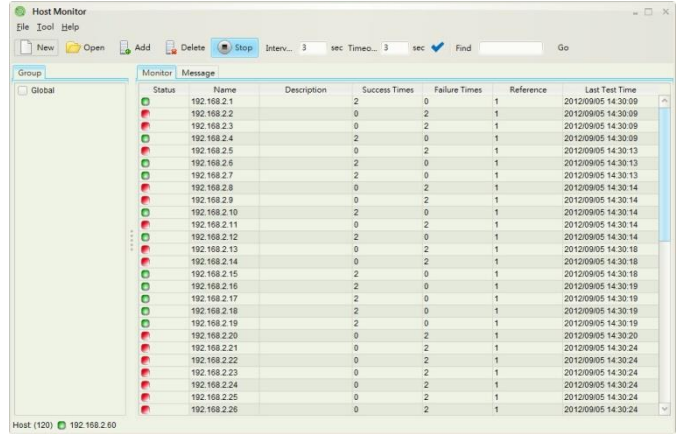 Host Monitor
File Tool Help
New Open Add Delete Stop Interv... 3 sec Timeo... 3 sec Find Go
Group Monitor Message
Global Status Name Description Success Times Failure Times Reference Last Test Time
192.168.2.1 2 0 1 2012/09/05 14:30:09
192.168.2.2 0 2 1 2012/09/05 14:30:09
192.168.2.3 0 2 1 2012/09/05 14:30:09
192.168.2.4 2 0 1 2012/09/05 14:30:09
192.168.2.5 0 2 1 2012/09/05 14:30:13
192.168.2.6 2 0 1 2012/09/05 14:30:13
192.168.2.7 2 0 1 2012/09/05 14:30:13
192.168.2.8 0 2 1 2012/09/05 14:30:14
192.168.2.9 0 2 1 2012/09/05 14:30:14
192.168.2.10 2 0 1 2012/09/05 14:30:14
192.168.2.11 0 2 1 2012/09/05 14:30:14
192.168.2.12 2 0 1 2012/09/05 14:30:14
192.168.2.13 0 2 1 2012/09/05 14:30:18
192.168.2.14 0 2 1 2012/09/05 14:30:18
192.168.2.15 2 0 1 2012/09/05 14:30:18
192.168.2.16 2 0 1 2012/09/05 14:30:19
192.168.2.17 2 0 1 2012/09/05 14:30:19
192.168.2.18 2 0 1 2012/09/05 14:30:19
192.168.2.19 2 0 1 2012/09/05 14:30:19
192.168.2.20 0 2 1 2012/09/05 14:30:20
192.168.2.21 0 2 1 2012/09/05 14:30:24
192.168.2.22 0 2 1 2012/09/05 14:30:24
192.168.2.23 0 2 1 2012/09/05 14:30:24
192.168.2.24 0 2 1 2012/09/05 14:30:24
192.168.2.25 0 2 1 2012/09/05 14:30:24
192.168.2.26 0 2 1 2012/09/05 14:30:24
Host: (120) 192.168.2.60